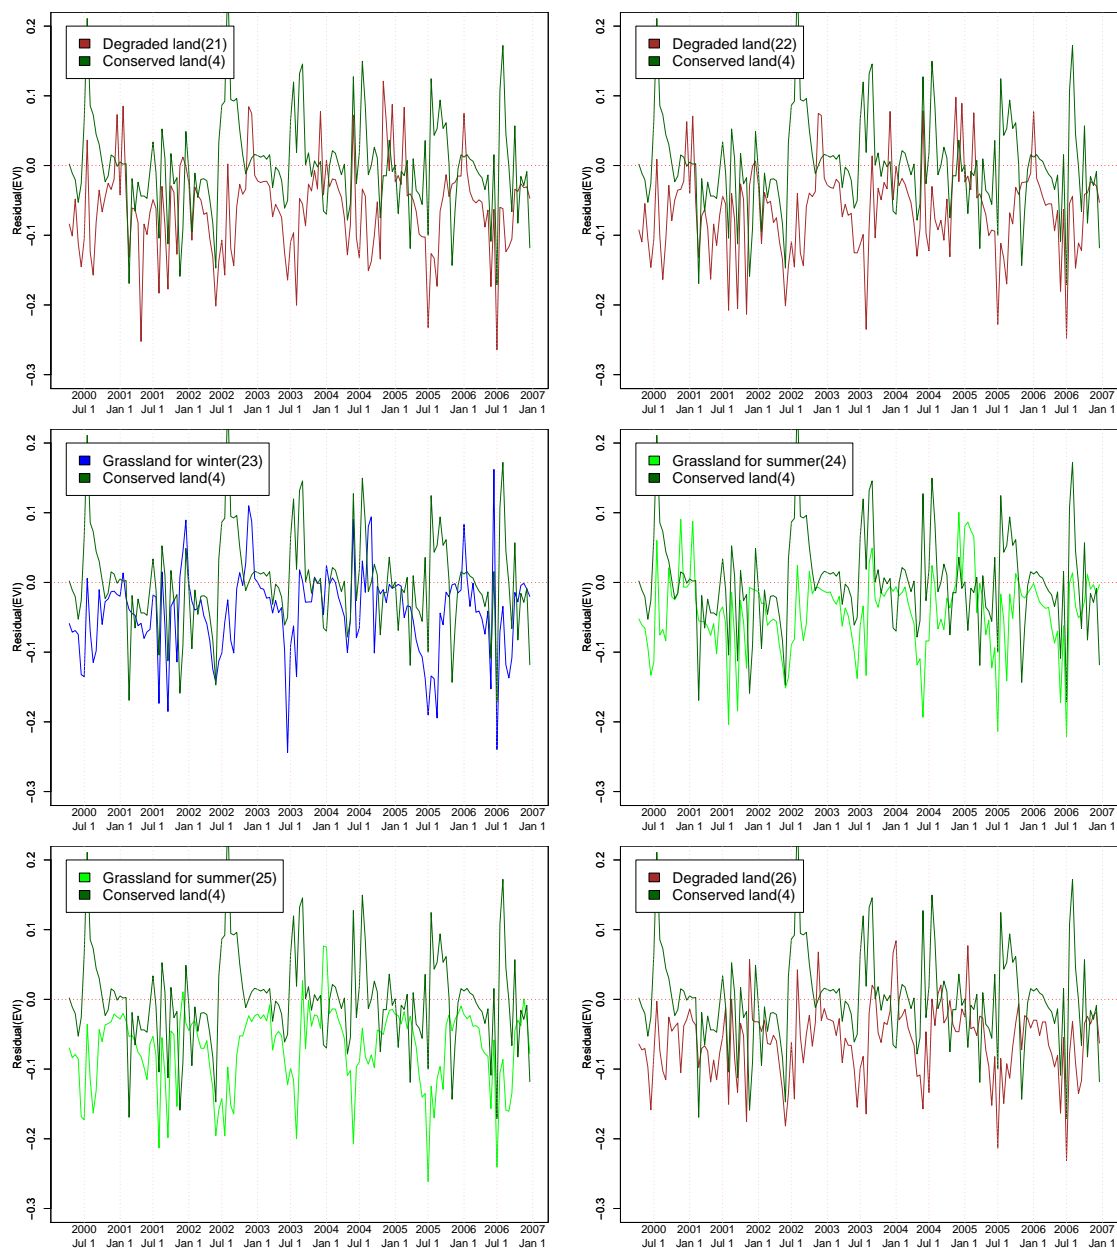 Degraded land(21)
Conserved land(4)
Residual(EVI)
0.2
0.1
0.0
−0.1
−0.2
−0.3
2000 2001 2001 2002 2002 2003 2003 2004 2004 2005 2005 2006 2006 2007
Jul 1 Jan 1 Jul 1 Jan 1 Jul 1 Jan 1 Jul 1 Jan 1 Jul 1 Jan 1 Jul 1 Jan 1 Jul 1 Jan 1
Degraded land(22)
Conserved land(4)
Residual(EVI)
0.2
0.1
0.0
−0.1
−0.2
−0.3
2000 2001 2001 2002 2002 2003 2003 2004 2004 2005 2005 2006 2006 2007
Jul 1 Jan 1 Jul 1 Jan 1 Jul 1 Jan 1 Jul 1 Jan 1 Jul 1 Jan 1 Jul 1 Jan 1 Jul 1 Jan 1
Grassland for winter(23)
Conserved land(4)
Residual(EVI)
0.2
0.1
0.0
−0.1
−0.2
−0.3
2000 2001 2001 2002 2002 2003 2003 2004 2004 2005 2005 2006 2006 2007
Jul 1 Jan 1 Jul 1 Jan 1 Jul 1 Jan 1 Jul 1 Jan 1 Jul 1 Jan 1 Jul 1 Jan 1 Jul 1 Jan 1
Grassland for summer(24)
Conserved land(4)
Residual(EVI)
0.2
0.1
0.0
−0.1
−0.2
−0.3
2000 2001 2001 2002 2002 2003 2003 2004 2004 2005 2005 2006 2006 2007
Jul 1 Jan 1 Jul 1 Jan 1 Jul 1 Jan 1 Jul 1 Jan 1 Jul 1 Jan 1 Jul 1 Jan 1 Jul 1 Jan 1
Grassland for summer(25)
Conserved land(4)
Residual(EVI)
0.2
0.1
0.0
−0.1
−0.2
−0.3
2000 2001 2001 2002 2002 2003 2003 2004 2004 2005 2005 2006 2006 2007
Jul 1 Jan 1 Jul 1 Jan 1 Jul 1 Jan 1 Jul 1 Jan 1 Jul 1 Jan 1 Jul 1 Jan 1 Jul 1 Jan 1
Degraded land(26)
Conserved land(4)
Residual(EVI)
0.2
0.1
0.0
−0.1
−0.2
−0.3
2000 2001 2001 2002 2002 2003 2003 2004 2004 2005 2005 2006 2006 2007
Jul 1 Jan 1 Jul 1 Jan 1 Jul 1 Jan 1 Jul 1 Jan 1 Jul 1 Jan 1 Jul 1 Jan 1 Jul 1 Jan 1